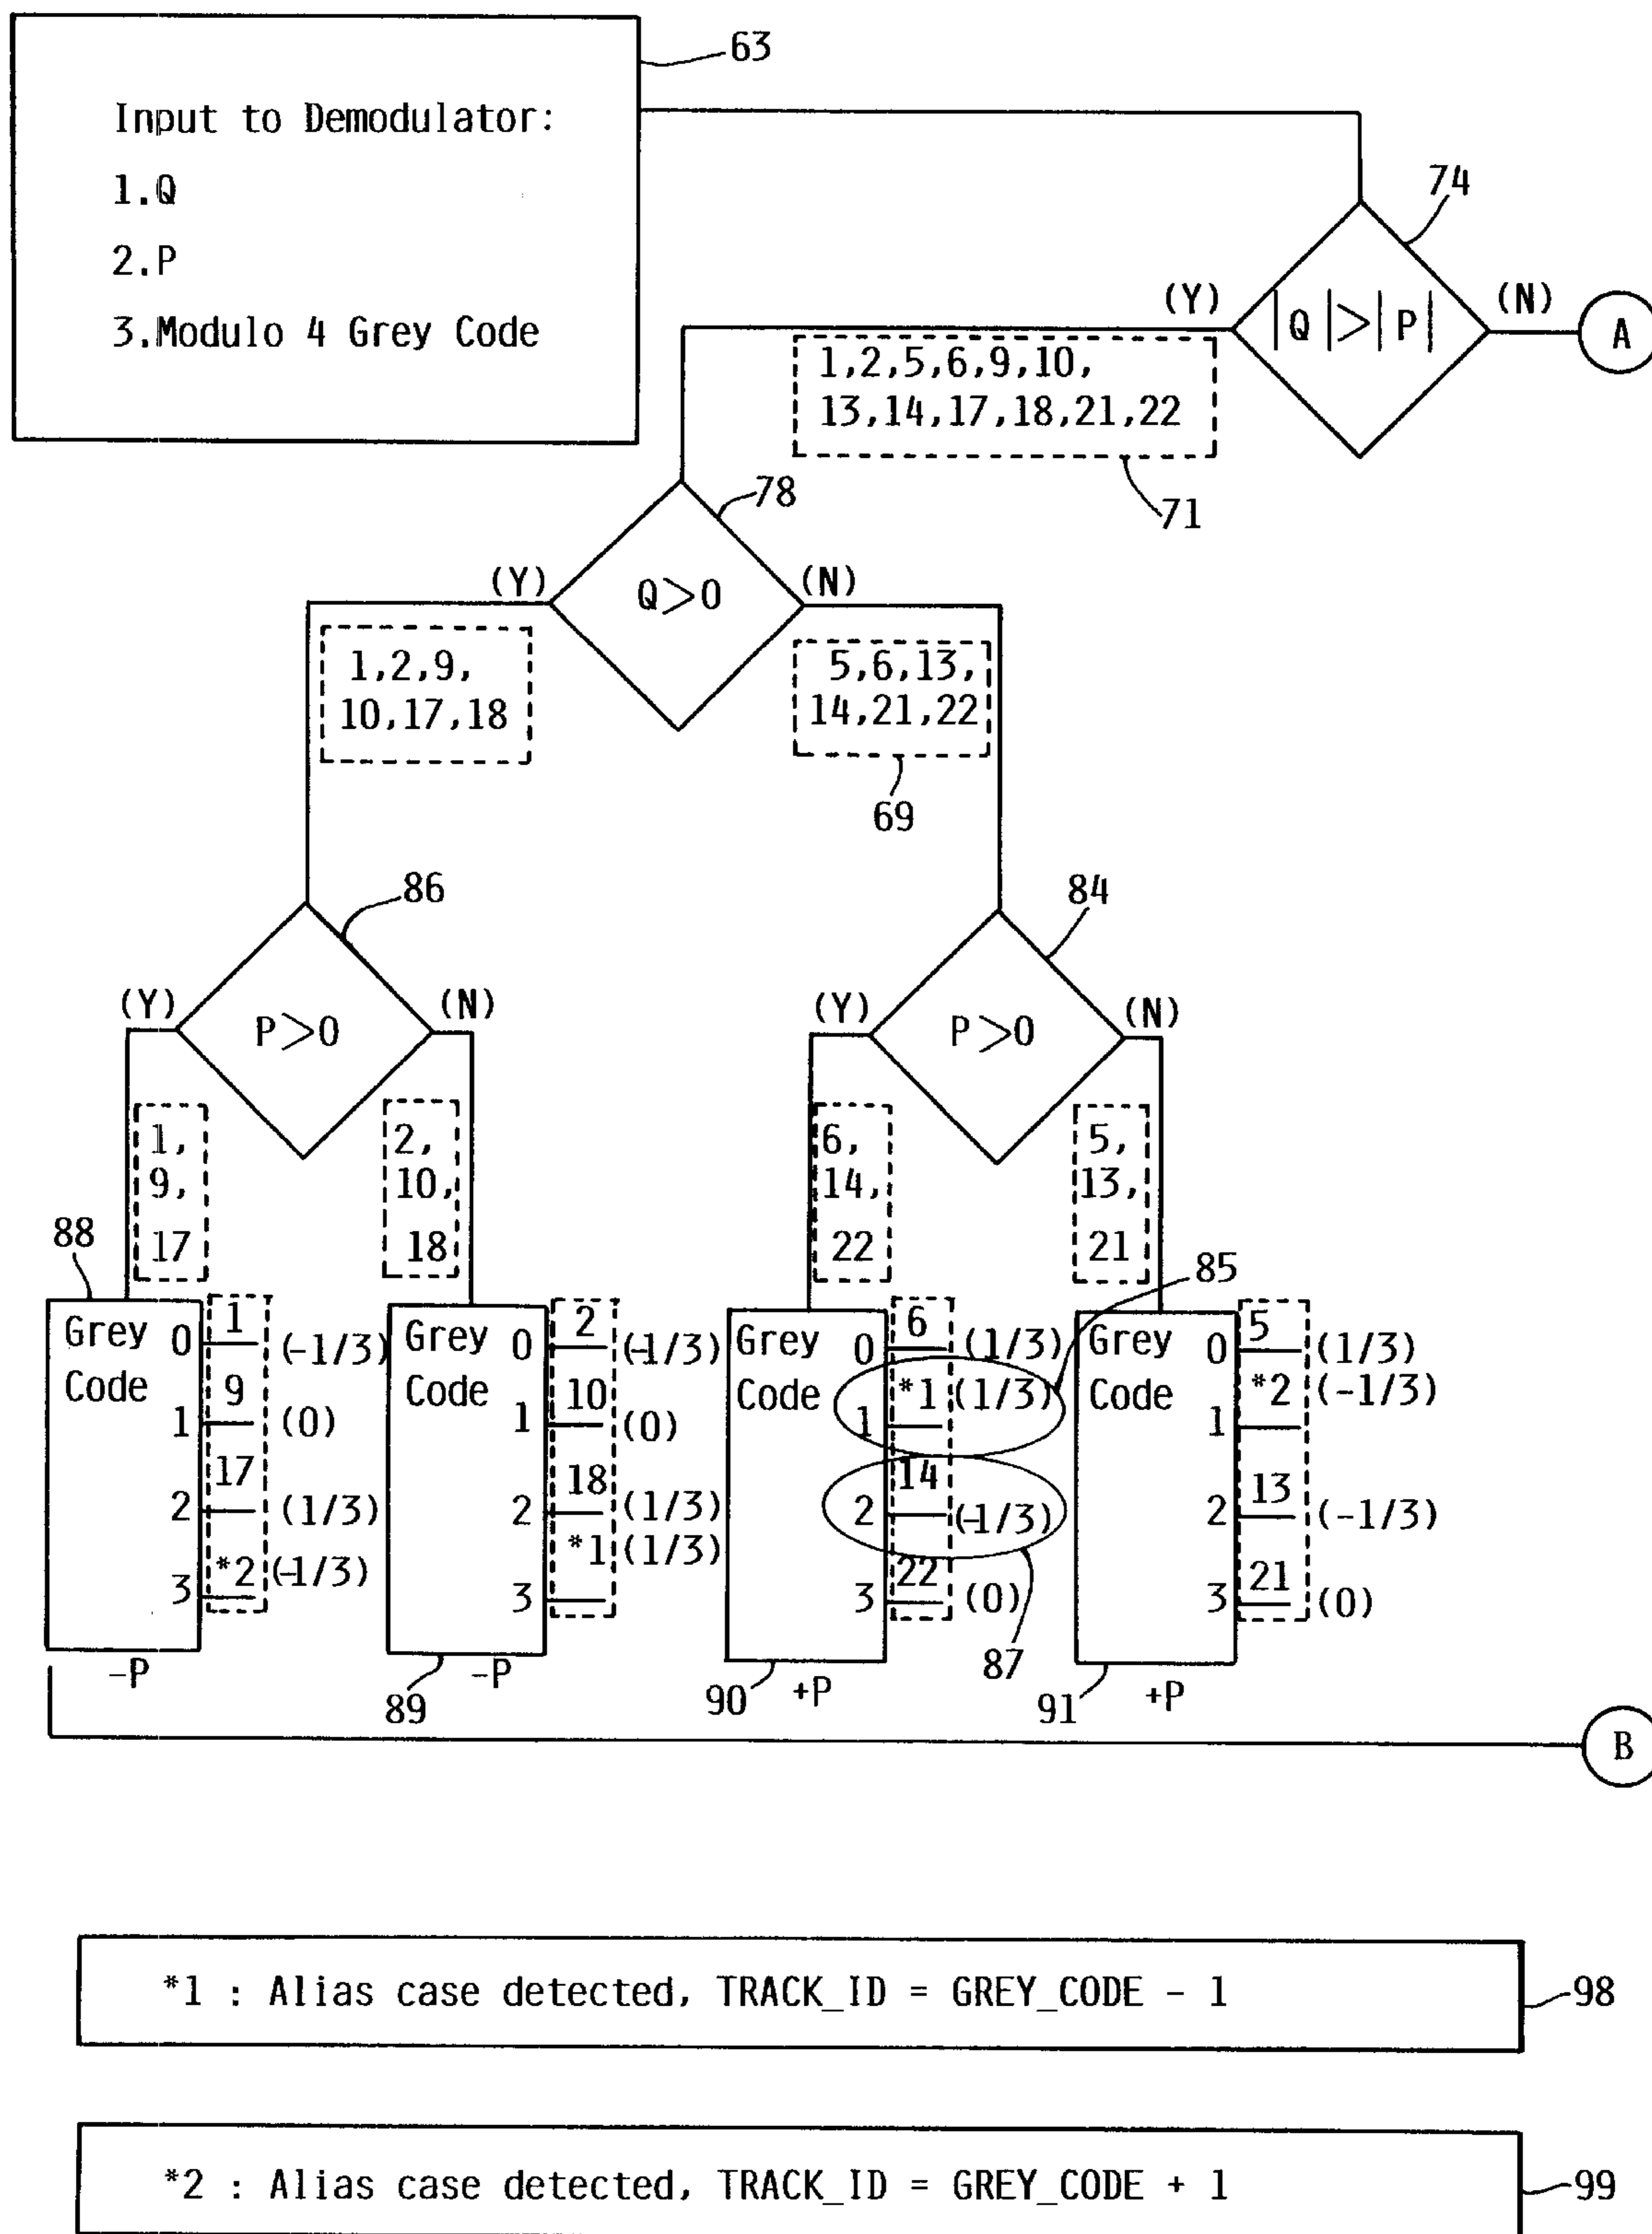 63
Input to Demodulator:
1.Q
2.P
3.Modulo 4 Grey Code
74
(Y)
|Q|>|P|
(N)
A
1,2,5,6,9,10,
13,14,17,18,21,22
71
78
(Y)
Q>0
(N)
1,2,9,
10,17,18
5,6,13,
14,21,22
69
86
84
(Y)
P>0
(N)
(Y)
P>0
(N)
1,
9,
17
2,
10,
18
6,
14,
22
5,
13,
21
88
85
Grey
Code
0
1
(-1/3)
1
9
(0)
2
17
(1/3)
3
*2
(-1/3)
-P
Grey
Code
0
2
(-1/3)
1
10
(0)
2
18
(1/3)
3
*1
(1/3)
89
-P
Grey
Code
0
6
(1/3)
1
*1
(1/3)
2
14
(-1/3)
3
22
(0)
87
90
+P
Grey
Code
0
5
(1/3)
1
*2
(-1/3)
2
13
(-1/3)
3
21
(0)
91
+P
B
*1 : Alias case detected, TRACK_ID = GREY_CODE - 1
98
*2 : Alias case detected, TRACK_ID = GREY_CODE + 1
99